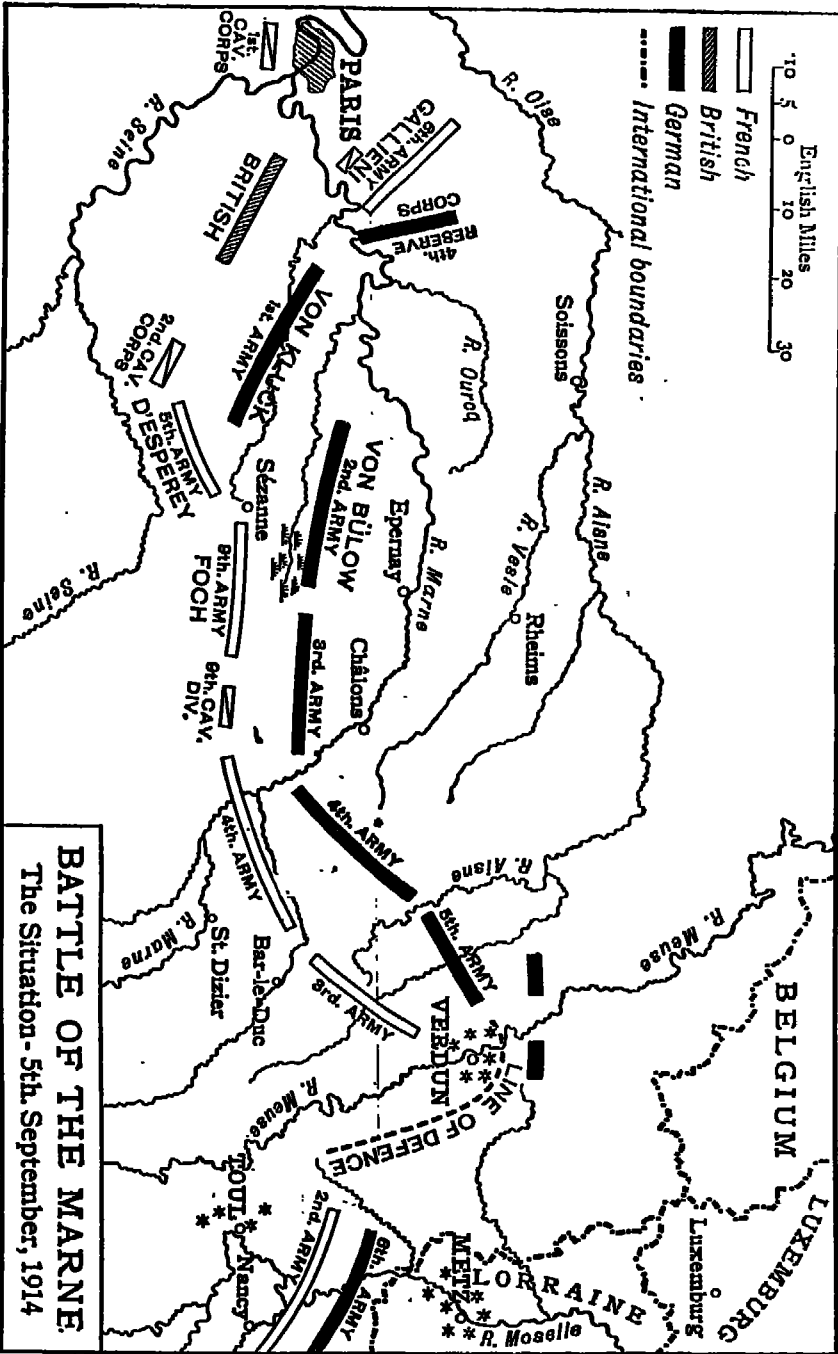 English Miles
10 5 0 10 20 30
French
British
German
International boundaries
R. Oise
R. Aisne
R. Meuse
BELGIUM
LUXEMBURG
Luxemburg
Soissons
R. Vesle
Rheims
R. Ourcq
R. Marne
Epernay
Châlons
R. Aisne
LORRAINE
METZ
R. Moselle
PARIS
1st.
CAV.
CORPS
6th. ARMY
GALLIENI
4th.
RESERVE
CORPS
BRITISH
R. Seine
VON KLUCK
1st. ARMY
VON BÜLOW
2nd. ARMY
3rd. ARMY
4th. ARMY
5th. ARMY
VERDUN
LINE
OF DEFENCE
2nd. CAV.
CORPS
5th. ARMY
D'ESPEREY
Sézanne
9th. ARMY
FOCH
9th. CAV.
DIV.
4th. ARMY
3rd. ARMY
Bar-le-Duc
St. Dizier
R. Marne
R. Seine
R. Meuse
TOUL
Nancy
2nd. ARMY
6th. ARMY
BATTLE OF THE MARNE
The Situation - 5th. September, 1914